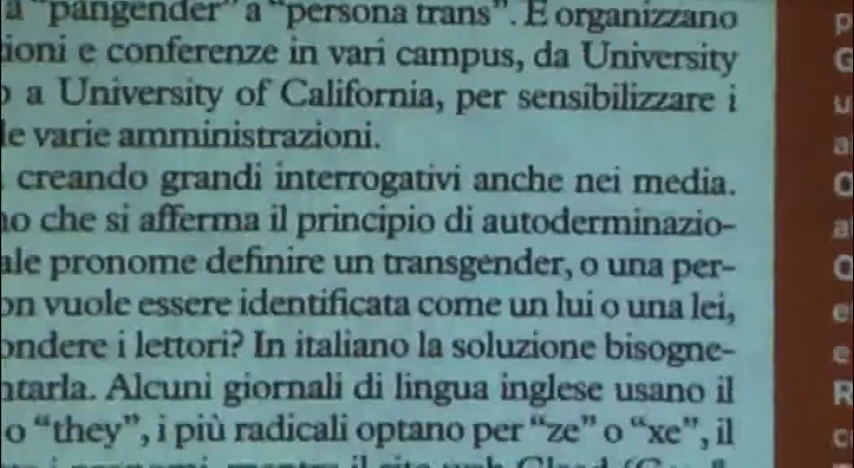 a “pangender” a “persona trans”. E organizzano
ioni e conferenze in vari campus, da University
o a University of California, per sensibilizzare i
le varie amministrazioni.
creando grandi interrogativi anche nei media.
no che si afferma il principio di autoderminazio-
ale pronome definire un transgender, o una per-
on vuole essere identificata come un lui o una lei,
ondere i lettori? In italiano la soluzione bisogne-
ntarla. Alcuni giornali di lingua inglese usano il
o “they”, i più radicali optano per “ze” o “xe”, il